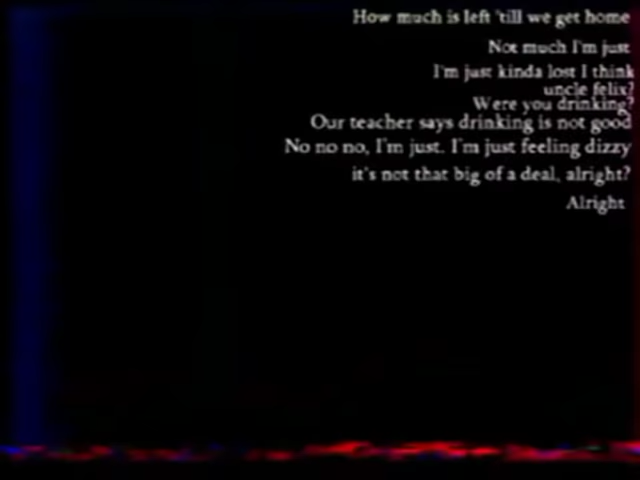 How much is left 'till we get home
Not much I'm just
I'm just kinda lost I think
uncle felix?
Were you drinking?
Our teacher says drinking is not good
No no no, I'm just. I'm just feeling dizzy
it's not that big of a deal, alright?
Alright